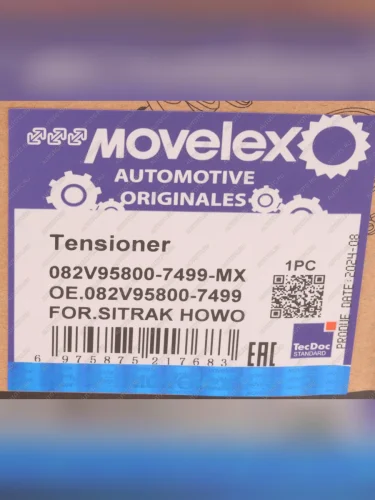 MOVELEX
AUTOMOTIVE
ORIGINALES
Tensioner
082V95800-7499-MX
OE.082V95800-7499
FOR.SITRAK HOWO
1PC
6 975875 217683
EAC
TecDoc
STANDARD
PRODUE DATE:2024-08